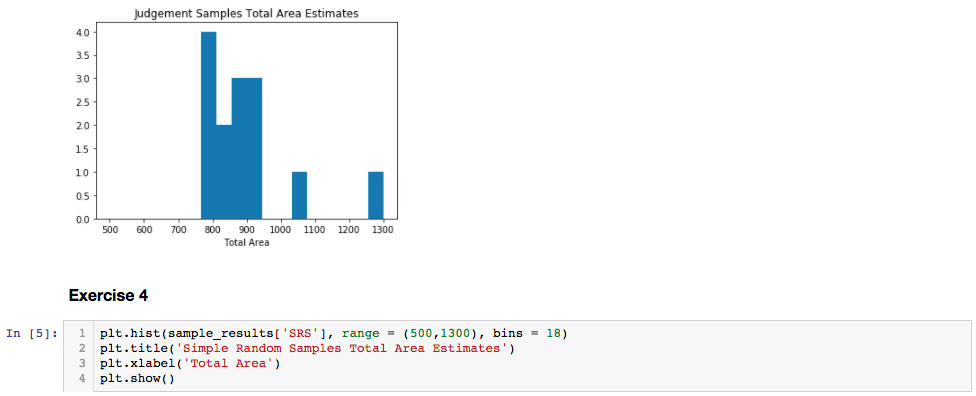 Judgement Samples Total Area Estimates
4.0
3.5
3.0
2.5
2.0
1.5
1.0
0.5
0.0
500 600 700 800 900 1000 1100 1200 1300
Total Area
Exercise 4
In [5]:
1 plt.hist(sample_results['SRS'], range = (500,1300), bins = 18)
2 plt.title('Simple Random Samples Total Area Estimates')
3 plt.xlabel('Total Area')
4 plt.show()